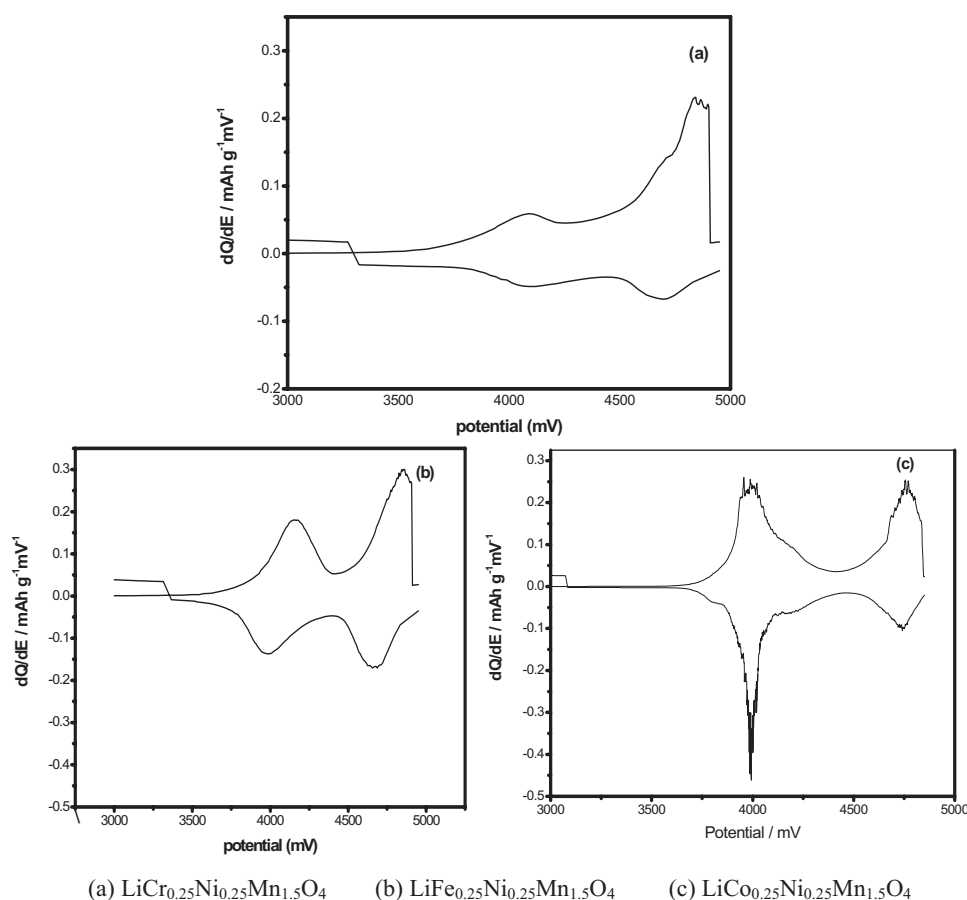 (a)
0.3
0.2
0.1
0.0
-0.1
-0.2
dQ/dE / mAh g⁻¹mV⁻¹
3000 3500 4000 4500 5000
potential (mV)
(b)
0.3
0.2
0.1
0.0
-0.1
-0.2
-0.3
-0.4
-0.5
dQ/dE / mAh g⁻¹mV⁻¹
3000 3500 4000 4500 5000
potential (mV)
(c)
0.3
0.2
0.1
0.0
-0.1
-0.2
-0.3
-0.4
-0.5
dQ/dE / mAh g⁻¹mV⁻¹
3000 3500 4000 4500 5000
Potential / mV
(a) LiCr₀.₂₅Ni₀.₂₅Mn₁.₅O₄ (b) LiFe₀.₂₅Ni₀.₂₅Mn₁.₅O₄ (c) LiCo₀.₂₅Ni₀.₂₅Mn₁.₅O₄